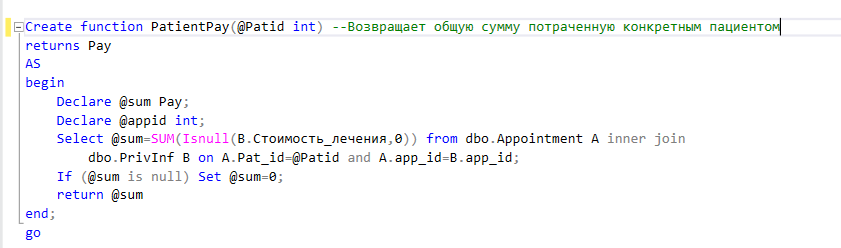 Create function PatientPay(@Patid int) --Возвращает общую сумму потраченную конкретным пациентом
returns Pay
AS
begin
Declare @sum Pay;
Declare @appid int;
Select @sum=SUM(Isnull(B.Стоимость_лечения,0)) from dbo.Appointment A inner join
dbo.PrivInf B on A.Pat_id=@Patid and A.app_id=B.app_id;
If (@sum is null) Set @sum=0;
return @sum
end;
go